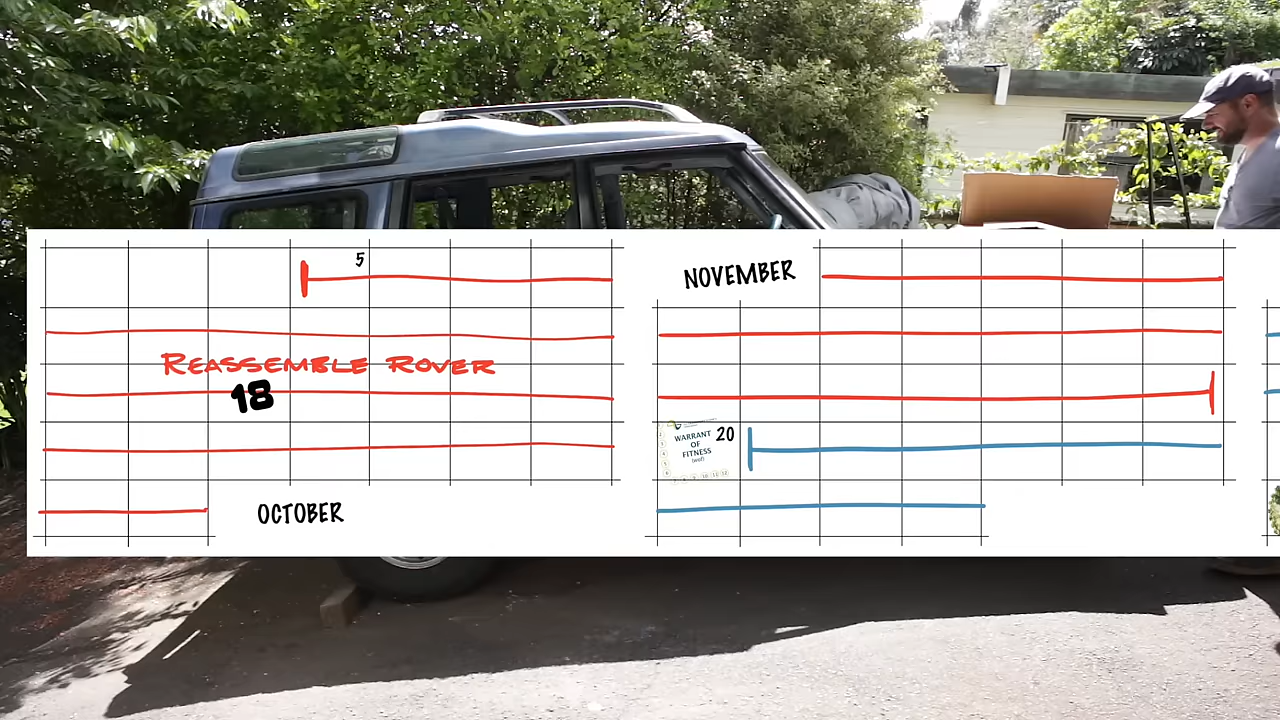 5
REASSEMBLE ROVER
18
OCTOBER
NOVEMBER
WARRANT
OF
FITNESS
(wof)
20